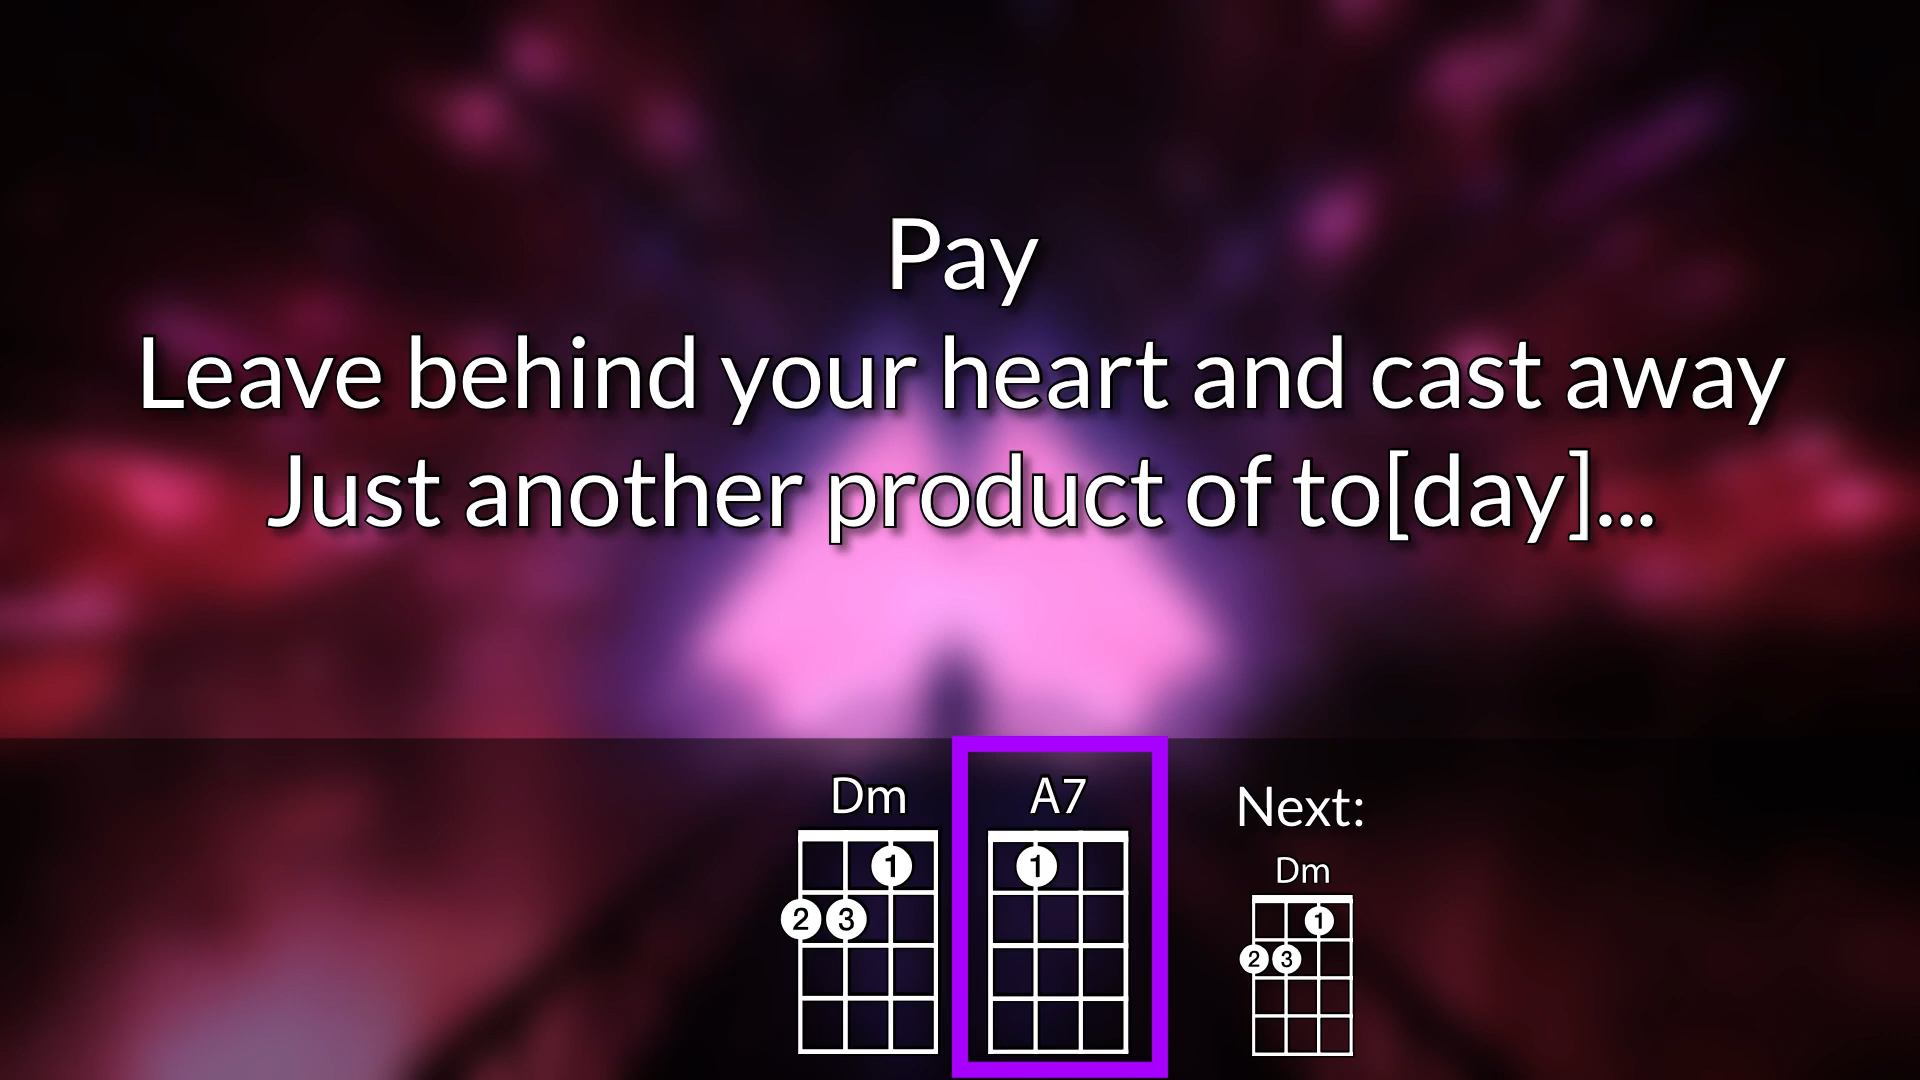 Pay
Leave behind your heart and cast away
Just another product of to[day]...
Dm A7 Next:
Dm
1 1
1
2 3
2 3